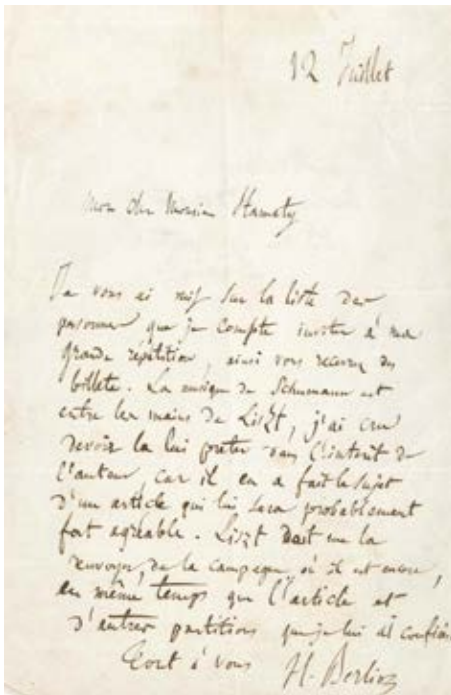 12 Juillet
Mon cher Monsieur Stamaty
Je vous ai mis sur la liste des
personnes que je compte inviter à ma
grande répétition, ainsi vous recevrez des
billets. La musique de Schumann est
entre les mains de Liszt, j'ai cru
devoir la lui prêter dans l'intérêt de
l'auteur, car il en a fait le sujet
d'un article qui lui sera probablement
fort agréable. Liszt doit me la
renvoyer de la campagne où il est encore,
en même temps que l'article et
d'autres partitions que je lui ai confiées
Tout à vous H. Berlioz